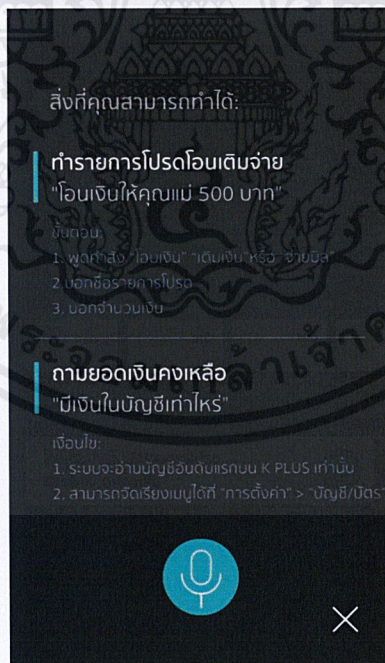 สิ่งที่คุณสามารถทำได้:
ทำรายการโปรดโอนเติมจ่าย
"โอนเงินให้คุณแม่ 500 บาท"
ขั้นตอน:
1. พูดคำสั่ง "โอนเงิน" "เติมเงิน"หรือ "จ่ายบิล"
2.บอกชื่อรายการโปรด
3. บอกจำนวนเงิน
ถามยอดเงินคงเหลือ
"มีเงินในบัญชีเท่าไหร่"
เงื่อนไข:
1. ระบบจะอ่านบัญชีอันดับแรกบน K PLUS เท่านั้น
2. สามารถจัดเรียงเมนูได้ที่ "การตั้งค่า" > "บัญชี/บัตร"